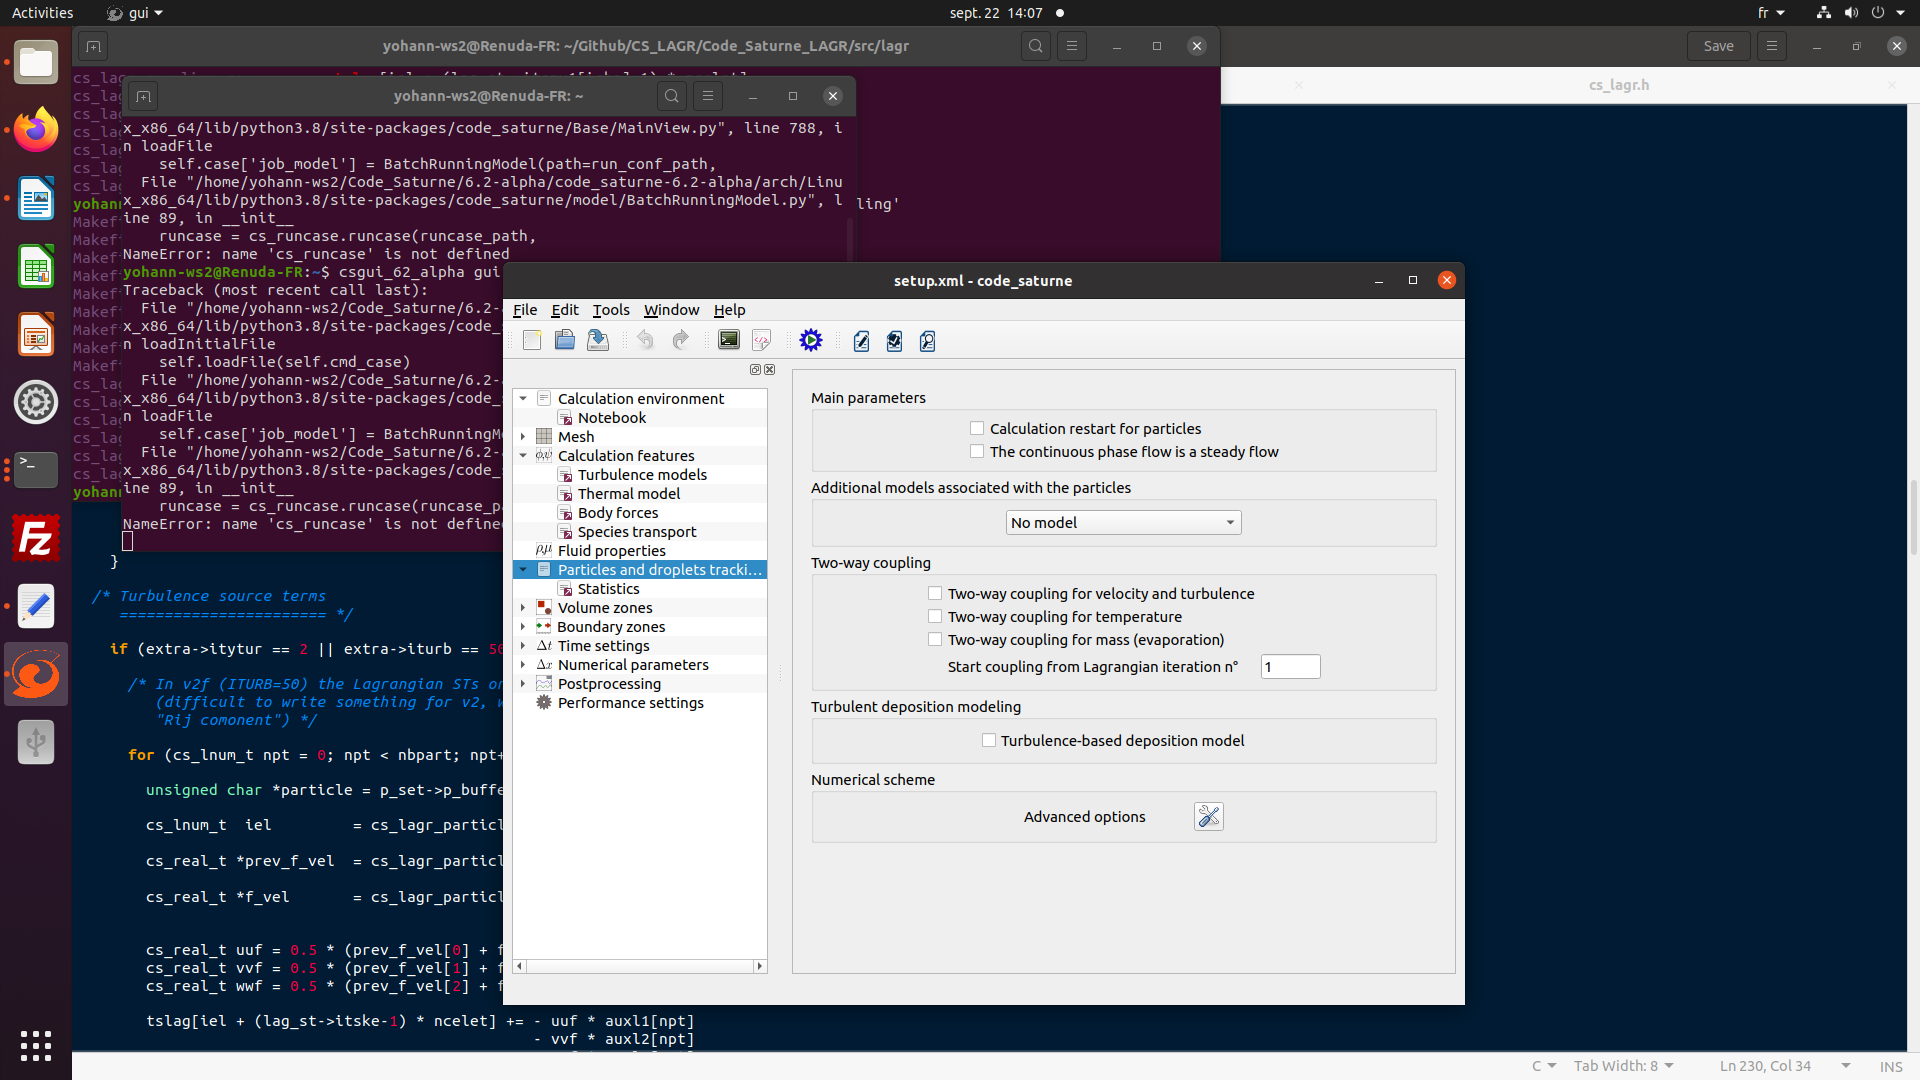 Activities
gui
sept. 22 14:07
fr
yohann-ws2@Renuda-FR: ~/Github/CS_LAGR/Code_Saturne_LAGR/src/lagr
Save
cs_lagr.h
yohann-ws2@Renuda-FR: ~
x_x86_64/lib/python3.8/site-packages/code_saturne/Base/MainView.py", line 788, i
n loadFile
self.case['job_model'] = BatchRunningModel(path=run_conf_path,
File "/home/yohann-ws2/Code_Saturne/6.2-alpha/code_saturne-6.2-alpha/arch/Linu
x_x86_64/lib/python3.8/site-packages/code_saturne/model/BatchRunningModel.py", l
ine 89, in __init__
runcase = cs_runcase.runcase(runcase_path,
NameError: name 'cs_runcase' is not defined
yohann-ws2@Renuda-FR:~$ csgui_62_alpha gui
Traceback (most recent call last):
File "/home/yohann-ws2/Code_Saturne/6.2-
x_x86_64/lib/python3.8/site-packages/code_
n loadInitialFile
self.loadFile(self.cmd_case)
File "/home/yohann-ws2/Code_Saturne/6.2-
x_x86_64/lib/python3.8/site-packages/code_
n loadFile
self.case['job_model'] = BatchRunningM
File "/home/yohann-ws2/Code_Saturne/6.2-
x_x86_64/lib/python3.8/site-packages/code_
ine 89, in __init__
runcase = cs_runcase.runcase(runcase_p
NameError: name 'cs_runcase' is not define
ling'
setup.xml - code_saturne
File Edit Tools Window Help
Calculation environment
Notebook
Mesh
Calculation features
Turbulence models
Thermal model
Body forces
Species transport
Fluid properties
Particles and droplets tracki...
Statistics
Volume zones
Boundary zones
Time settings
Numerical parameters
Postprocessing
Performance settings
Main parameters
Calculation restart for particles
The continuous phase flow is a steady flow
Additional models associated with the particles
No model
Two-way coupling
Two-way coupling for velocity and turbulence
Two-way coupling for temperature
Two-way coupling for mass (evaporation)
Start coupling from Lagrangian iteration n° 1
Turbulent deposition modeling
Turbulence-based deposition model
Numerical scheme
Advanced options
}
/* Turbulence source terms
======================= */
if (extra->itytur == 2 || extra->iturb == 50
/* In v2f (ITURB=50) the Lagrangian STs on
(difficult to write something for v2, w
"Rij comonent") */
for (cs_lnum_t npt = 0; npt < nbpart; npt+
unsigned char *particle = p_set->p_buffe
cs_lnum_t iel = cs_lagr_particl
cs_real_t *prev_f_vel = cs_lagr_particl
cs_real_t *f_vel = cs_lagr_particl
cs_real_t uuf = 0.5 * (prev_f_vel[0] + f
cs_real_t vvf = 0.5 * (prev_f_vel[1] + f
cs_real_t wwf = 0.5 * (prev_f_vel[2] + f
tslag[iel + (lag_st->itske-1) * ncelet] += - uuf * auxl1[npt]
- vvf * auxl2[npt]
C Tab Width: 8 Ln 230, Col 34 INS